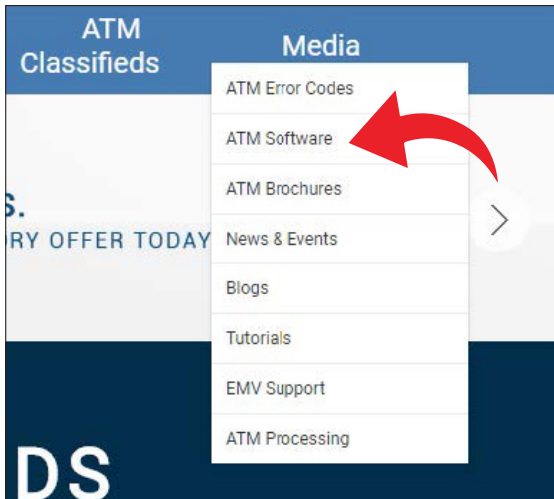 ATM
Classifieds
Media
ATM Error Codes
ATM Software
ATM Brochures
S.
RY OFFER TODAY
News & Events
Blogs
Tutorials
EMV Support
ATM Processing
DS